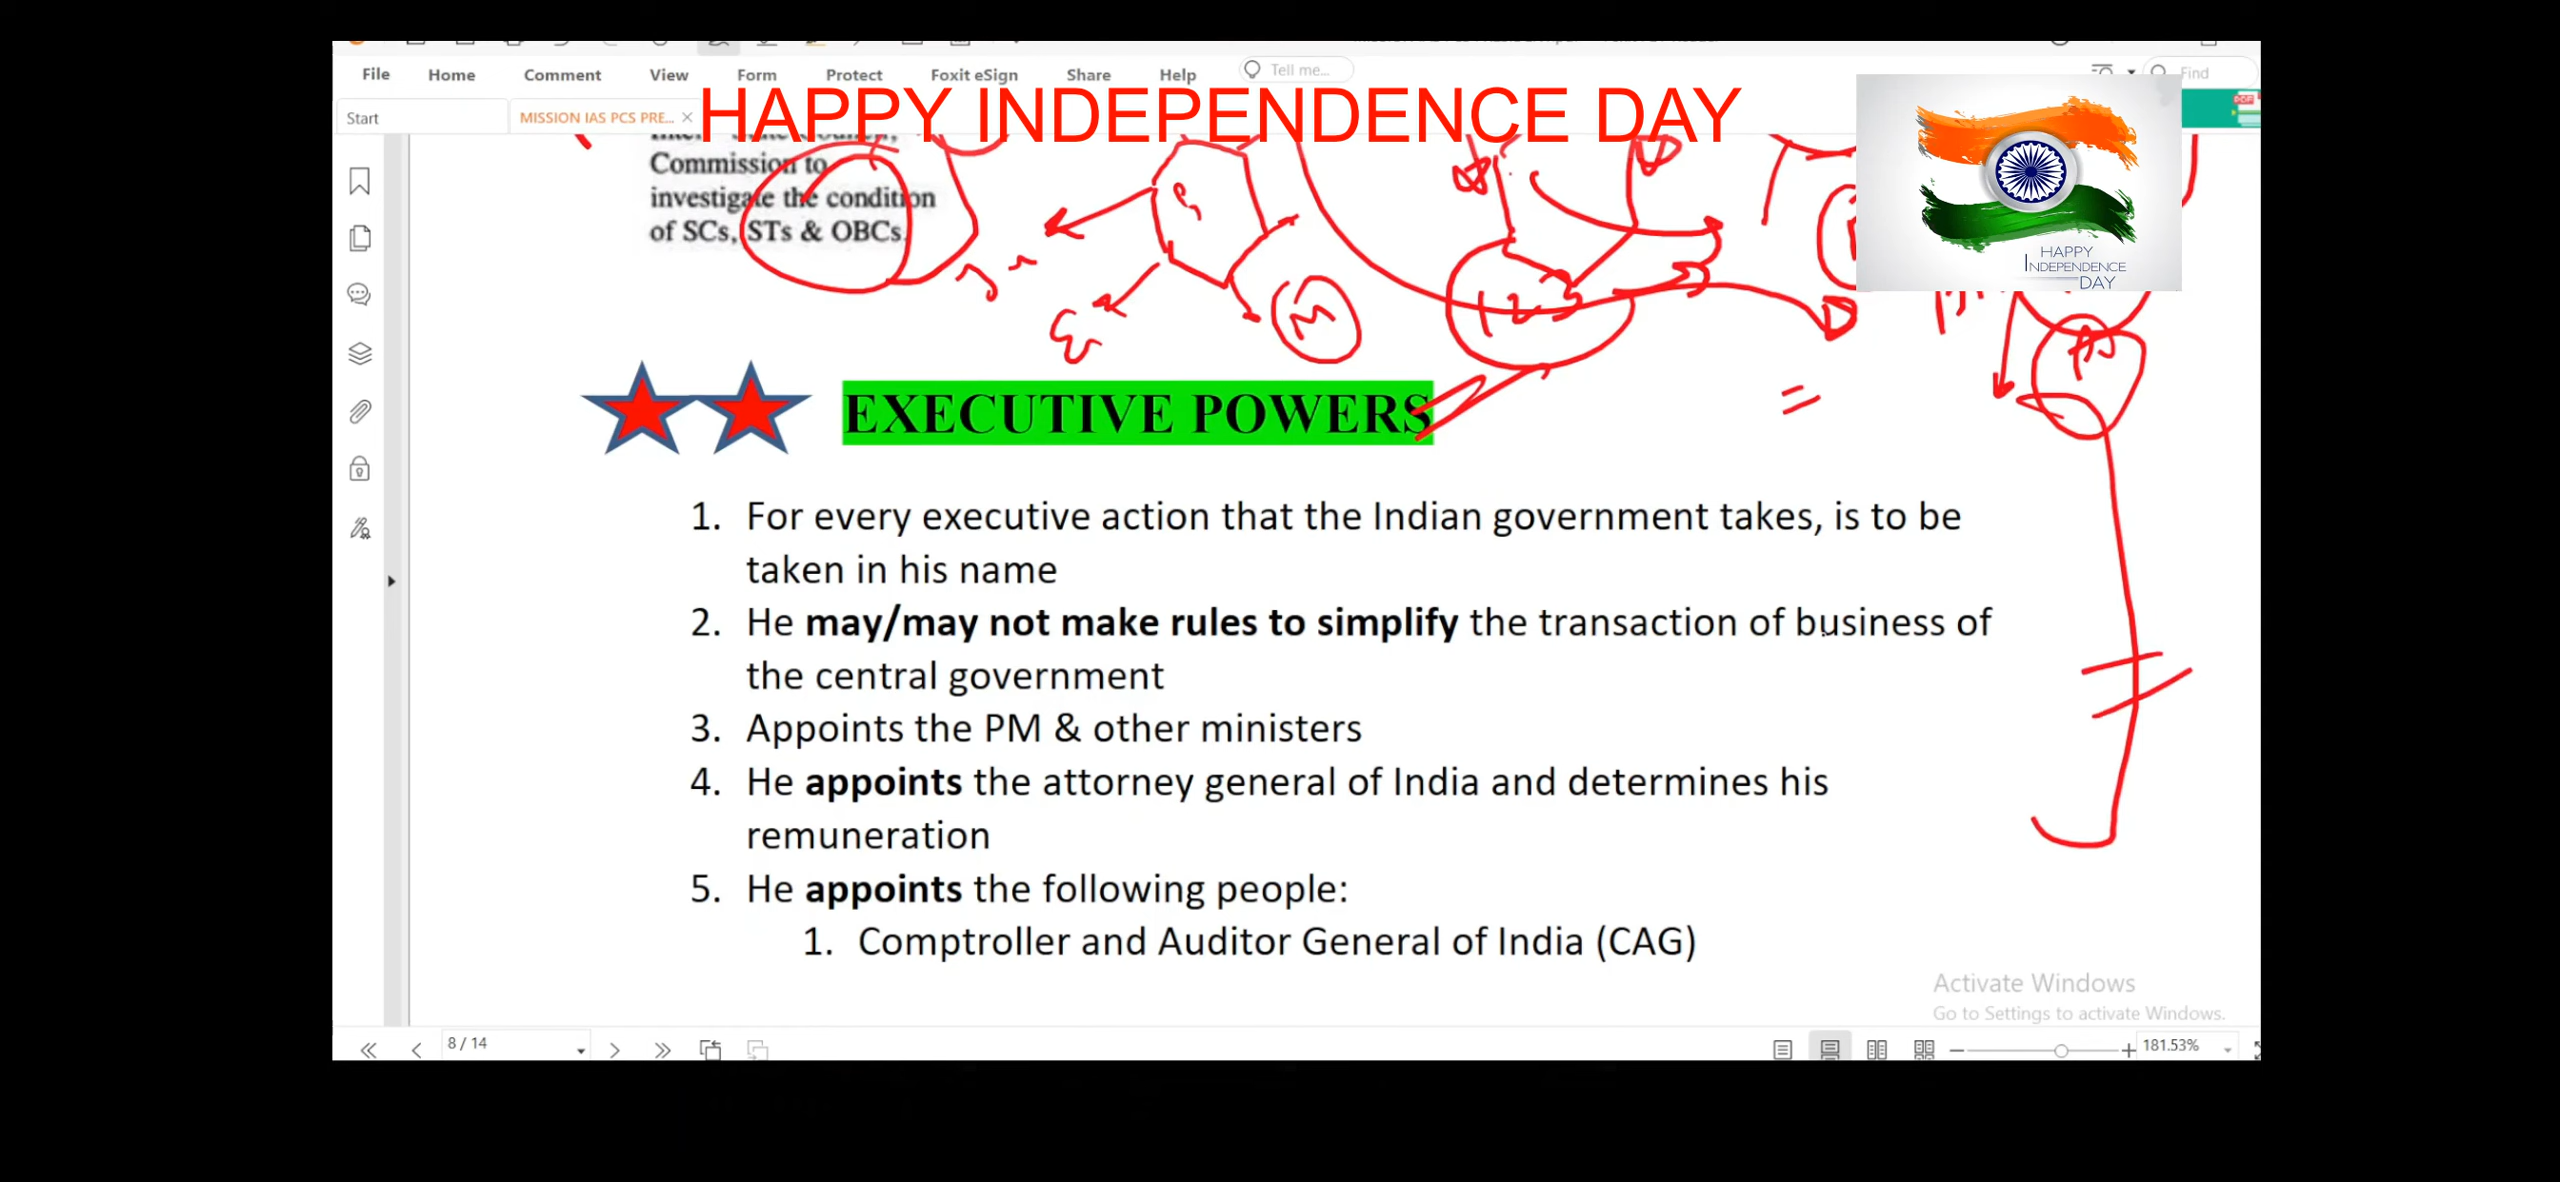 File Home Comment View Form Protect Foxit eSign Share Help Tell me... Find
HAPPY INDEPENDENCE DAY
Start MISSION IAS PCS PRE...
Commission to
investigate the condition
of SCs, STs & OBCs.
HAPPY
INDEPENDENCE
DAY
M
1 2 3
EXECUTIVE POWERS
1. For every executive action that the Indian government takes, is to be
taken in his name
2. He may/may not make rules to simplify the transaction of business of
the central government
3. Appoints the PM & other ministers
4. He appoints the attorney general of India and determines his
remuneration
5. He appoints the following people:
1. Comptroller and Auditor General of India (CAG)
Activate Windows
Go to Settings to activate Windows.
8 / 14 181.53%